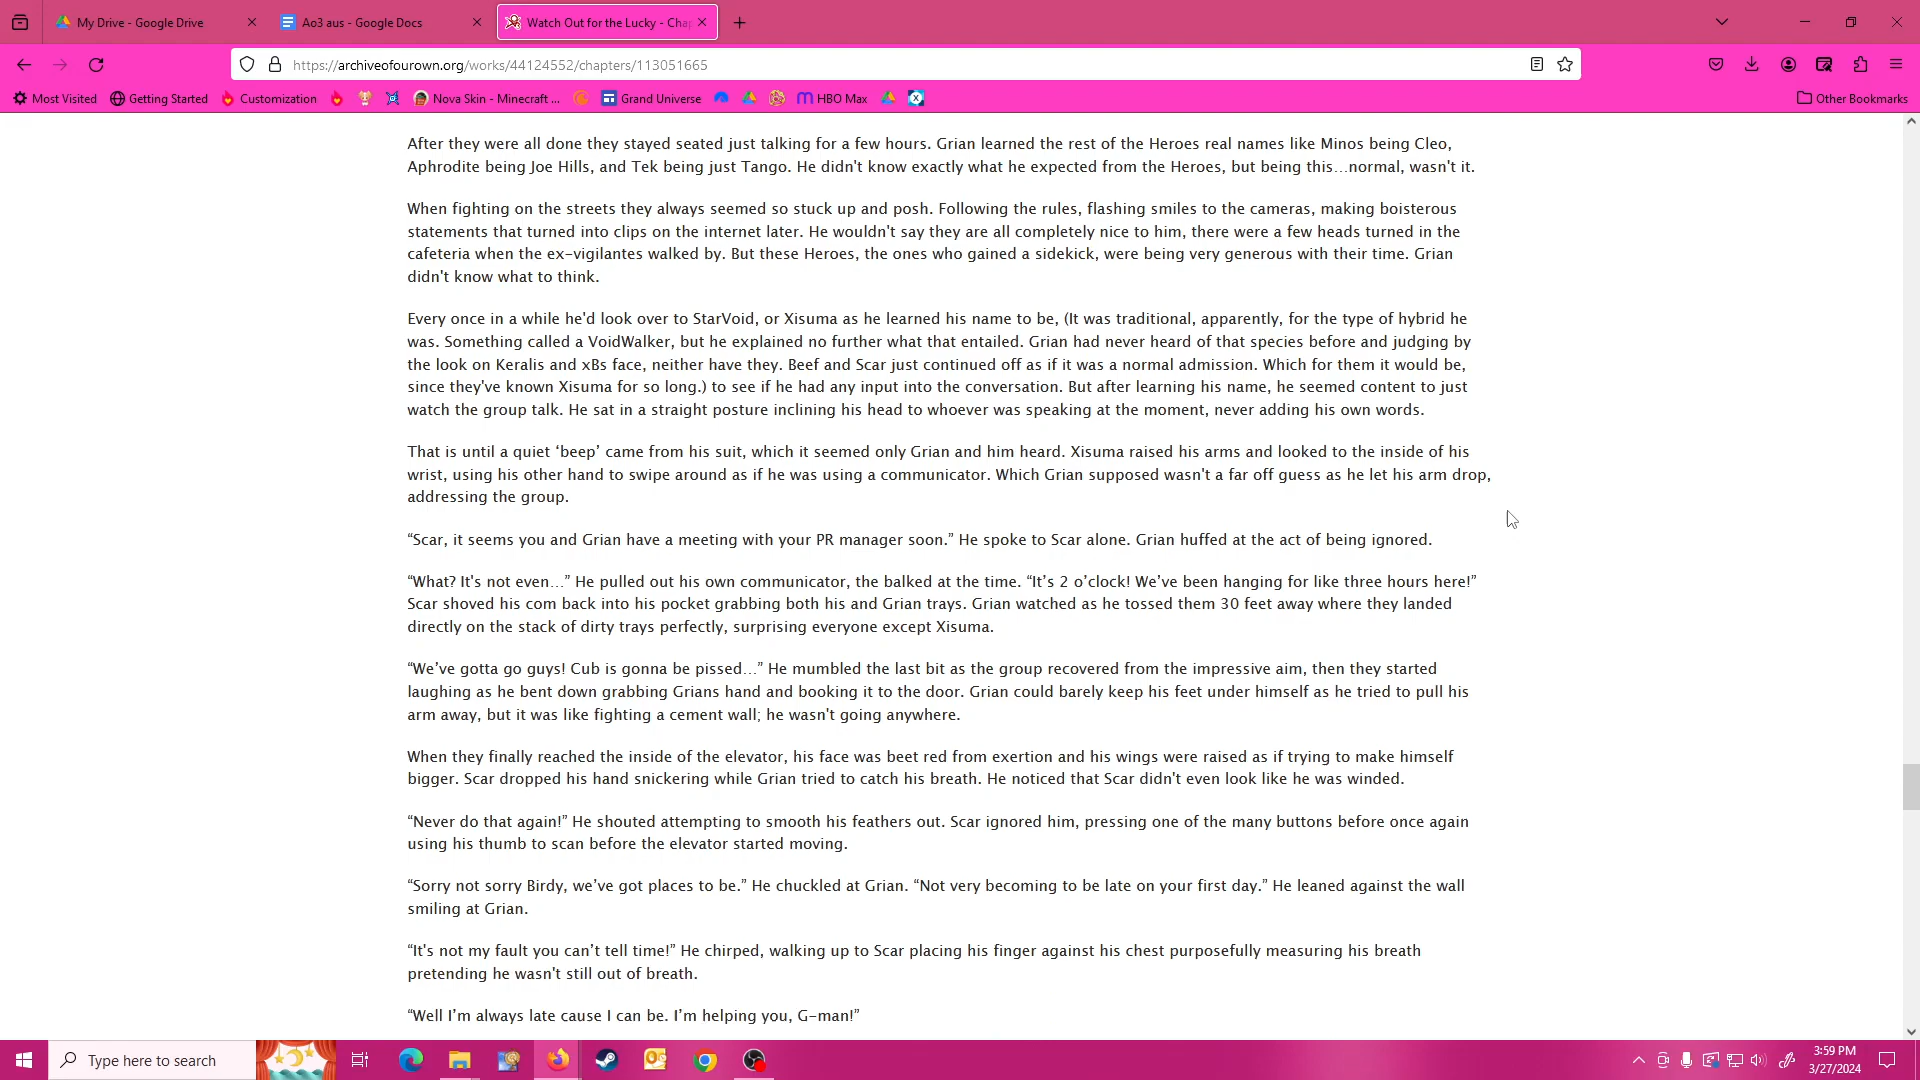 My Drive - Google Drive
Ao3 aus - Google Docs
Watch Out for the Lucky - Cha
https://archiveofourown.org/works/44124552/chapters/113051665
Most Visited
Getting Started
Customization
Nova Skin - Minecraft ...
Grand Universe
HBO Max
Other Bookmarks
After they were all done they stayed seated just talking for a few hours. Grian learned the rest of the Heroes real names like Minos being Cleo,
Aphrodite being Joe Hills, and Tek being just Tango. He didn't know exactly what he expected from the Heroes, but being this…normal, wasn't it.
When fighting on the streets they always seemed so stuck up and posh. Following the rules, flashing smiles to the cameras, making boisterous
statements that turned into clips on the internet later. He wouldn't say they are all completely nice to him, there were a few heads turned in the
cafeteria when the ex-vigilantes walked by. But these Heroes, the ones who gained a sidekick, were being very generous with their time. Grian
didn't know what to think.
Every once in a while he'd look over to StarVoid, or Xisuma as he learned his name to be, (It was traditional, apparently, for the type of hybrid he
was. Something called a VoidWalker, but he explained no further what that entailed. Grian had never heard of that species before and judging by
the look on Keralis and xBs face, neither have they. Beef and Scar just continued off as if it was a normal admission. Which for them it would be,
since they've known Xisuma for so long.) to see if he had any input into the conversation. But after learning his name, he seemed content to just
watch the group talk. He sat in a straight posture inclining his head to whoever was speaking at the moment, never adding his own words.
That is until a quiet ‘beep’ came from his suit, which it seemed only Grian and him heard. Xisuma raised his arms and looked to the inside of his
wrist, using his other hand to swipe around as if he was using a communicator. Which Grian supposed wasn't a far off guess as he let his arm drop,
addressing the group.
“Scar, it seems you and Grian have a meeting with your PR manager soon.” He spoke to Scar alone. Grian huffed at the act of being ignored.
“What? It's not even…” He pulled out his own communicator, the balked at the time. “It’s 2 o’clock! We’ve been hanging for like three hours here!”
Scar shoved his com back into his pocket grabbing both his and Grian trays. Grian watched as he tossed them 30 feet away where they landed
directly on the stack of dirty trays perfectly, surprising everyone except Xisuma.
“We’ve gotta go guys! Cub is gonna be pissed…” He mumbled the last bit as the group recovered from the impressive aim, then they started
laughing as he bent down grabbing Grians hand and booking it to the door. Grian could barely keep his feet under himself as he tried to pull his
arm away, but it was like fighting a cement wall; he wasn't going anywhere.
When they finally reached the inside of the elevator, his face was beet red from exertion and his wings were raised as if trying to make himself
bigger. Scar dropped his hand snickering while Grian tried to catch his breath. He noticed that Scar didn't even look like he was winded.
“Never do that again!” He shouted attempting to smooth his feathers out. Scar ignored him, pressing one of the many buttons before once again
using his thumb to scan before the elevator started moving.
“Sorry not sorry Birdy, we’ve got places to be.” He chuckled at Grian. “Not very becoming to be late on your first day.” He leaned against the wall
smiling at Grian.
“It's not my fault you can’t tell time!” He chirped, walking up to Scar placing his finger against his chest purposefully measuring his breath
pretending he wasn't still out of breath.
“Well I’m always late cause I can be. I’m helping you, G-man!”
Type here to search
3:59 PM
3/27/2024